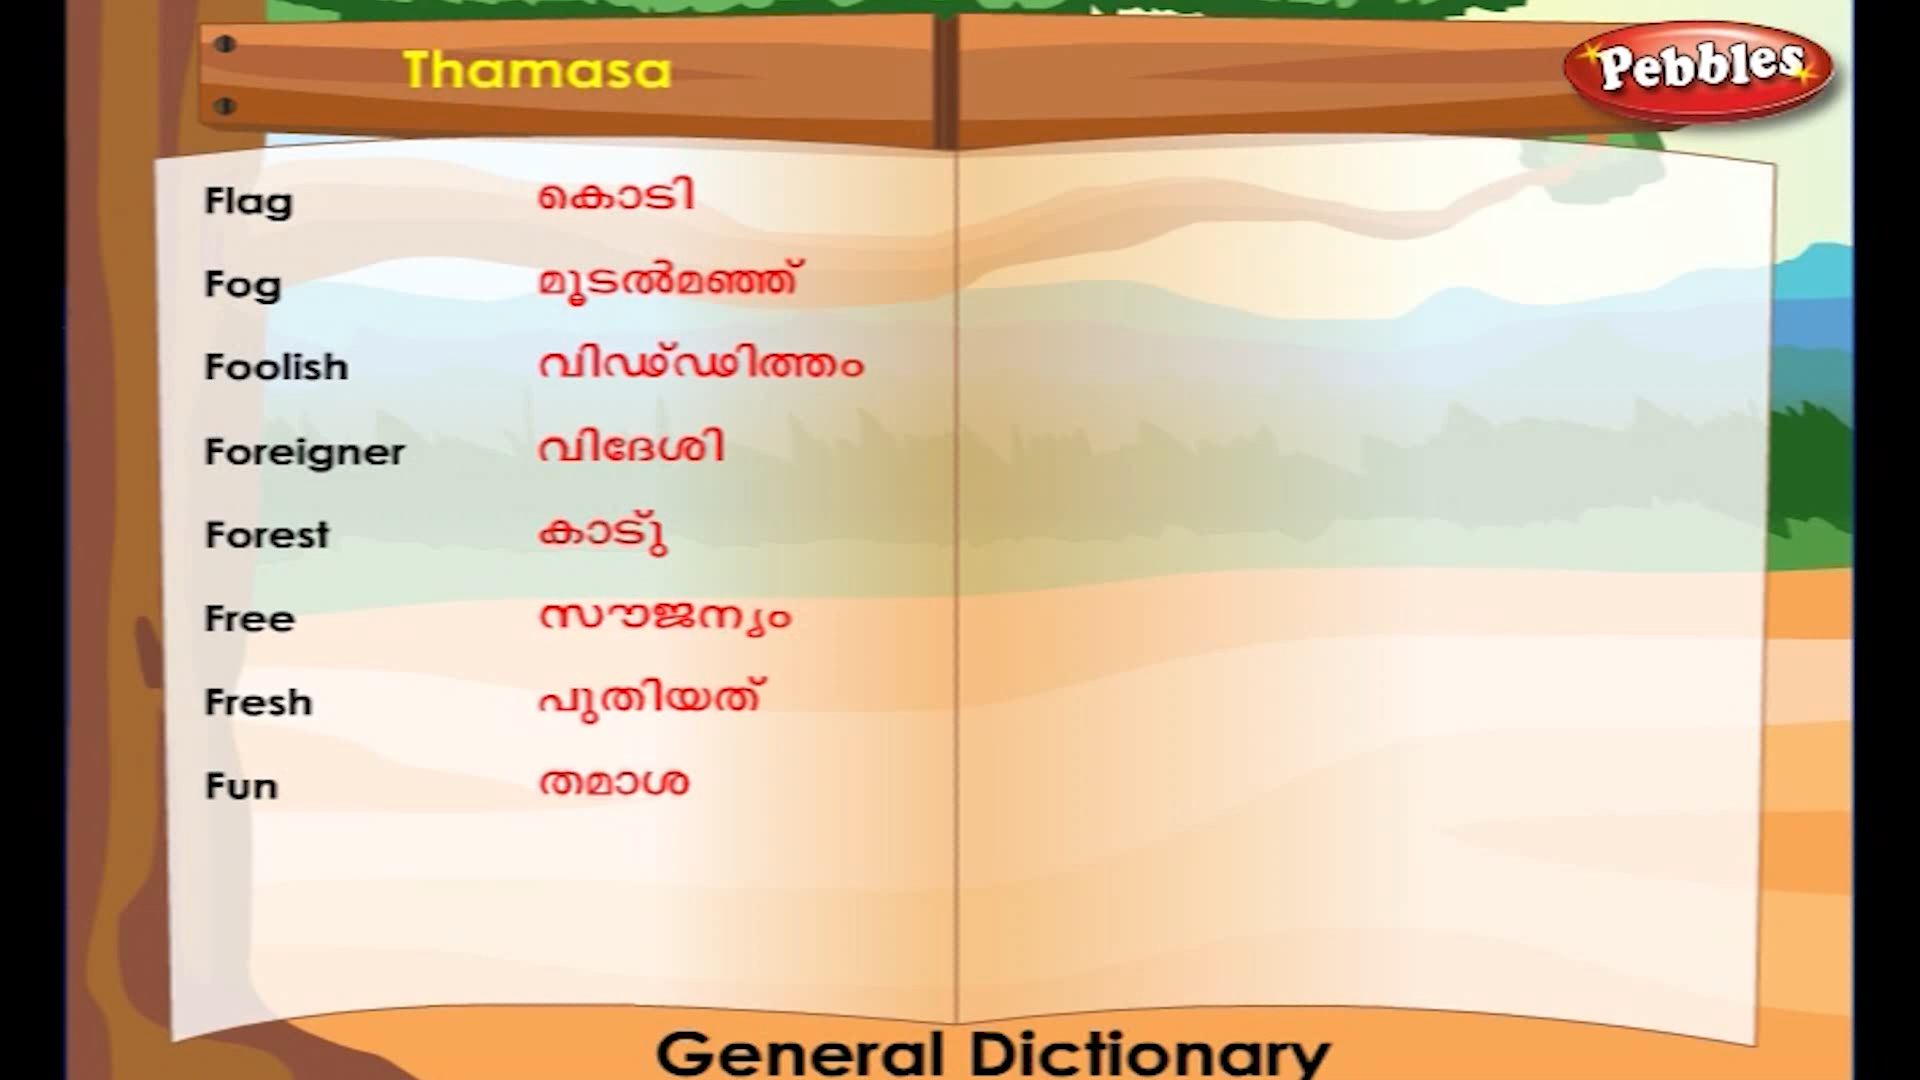 Thamasa
Pebbles
Flag കൊടി
Fog മൂടൽമഞ്ഞ്
Foolish വിഢ്ഢിത്തം
Foreigner വിദേശി
Forest കാടു്
Free സൗജന്യം
Fresh പുതിയത്
Fun തമാശ
General Dictionary